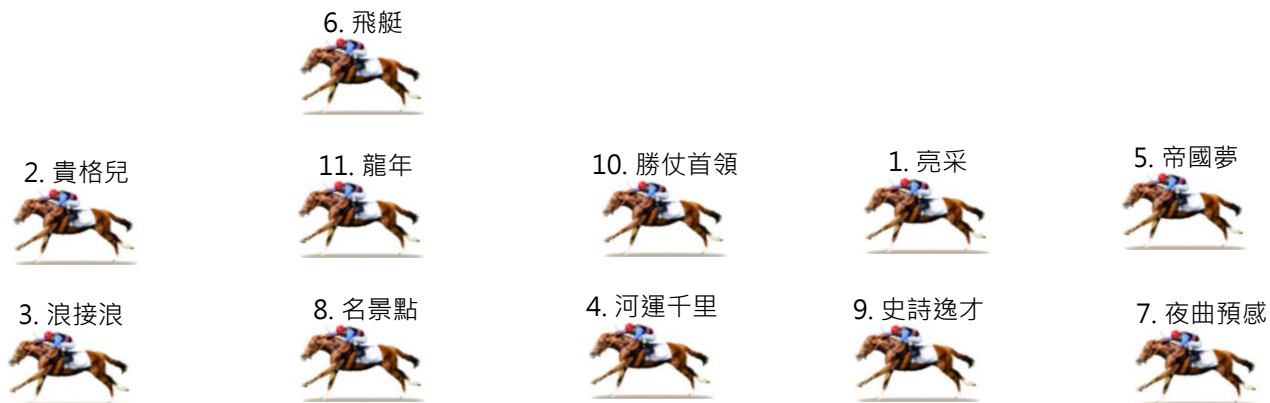 6. 飛艇
2. 貴格兒
11. 龍年
10. 勝仗首領
1. 亮采
5. 帝國夢
3. 浪接浪
8. 名景點
4. 河運千里
9. 史詩逸才
7. 夜曲預感